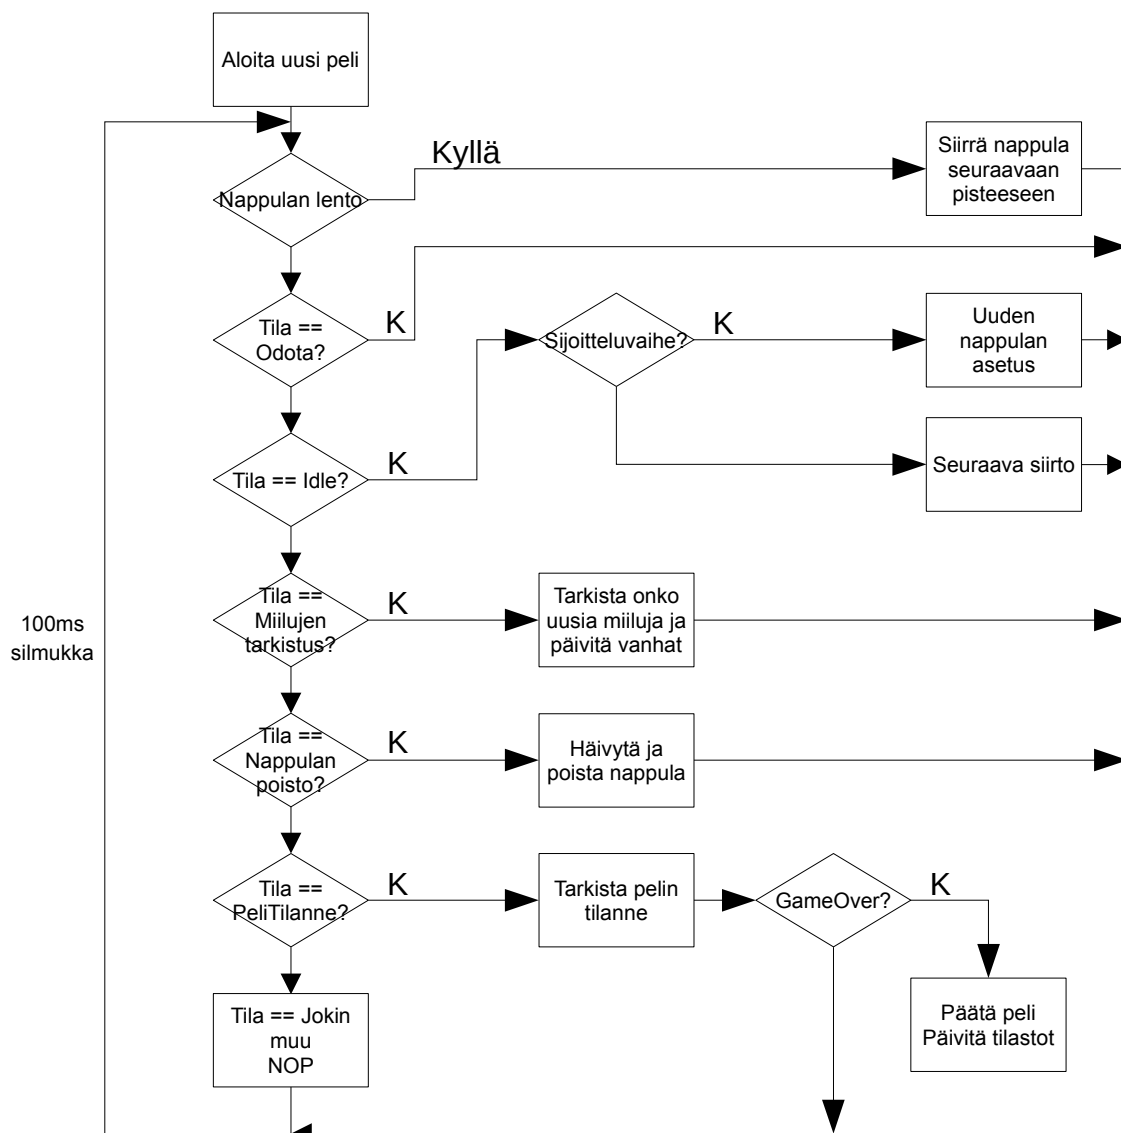 Aloita uusi peli
Kyllä
Siirrä nappula
seuraavaan
pisteeseen
Nappulan lento
Tila ==
Odota?
K
Sijoitteluvaihe?
K
Uuden
nappulan
asetus
Tila == Idle?
K
Seuraava siirto
100ms
silmukka
Tila ==
Miilujen
tarkistus?
K
Tarkista onko
uusia miiluja ja
päivitä vanhat
Tila ==
Nappulan
poisto?
K
Häivytä ja
poista nappula
Tila ==
PeliTilanne?
K
Tarkista pelin
tilanne
GameOver?
K
Tila == Jokin
muu
NOP
Päätä peli
Päivitä tilastot